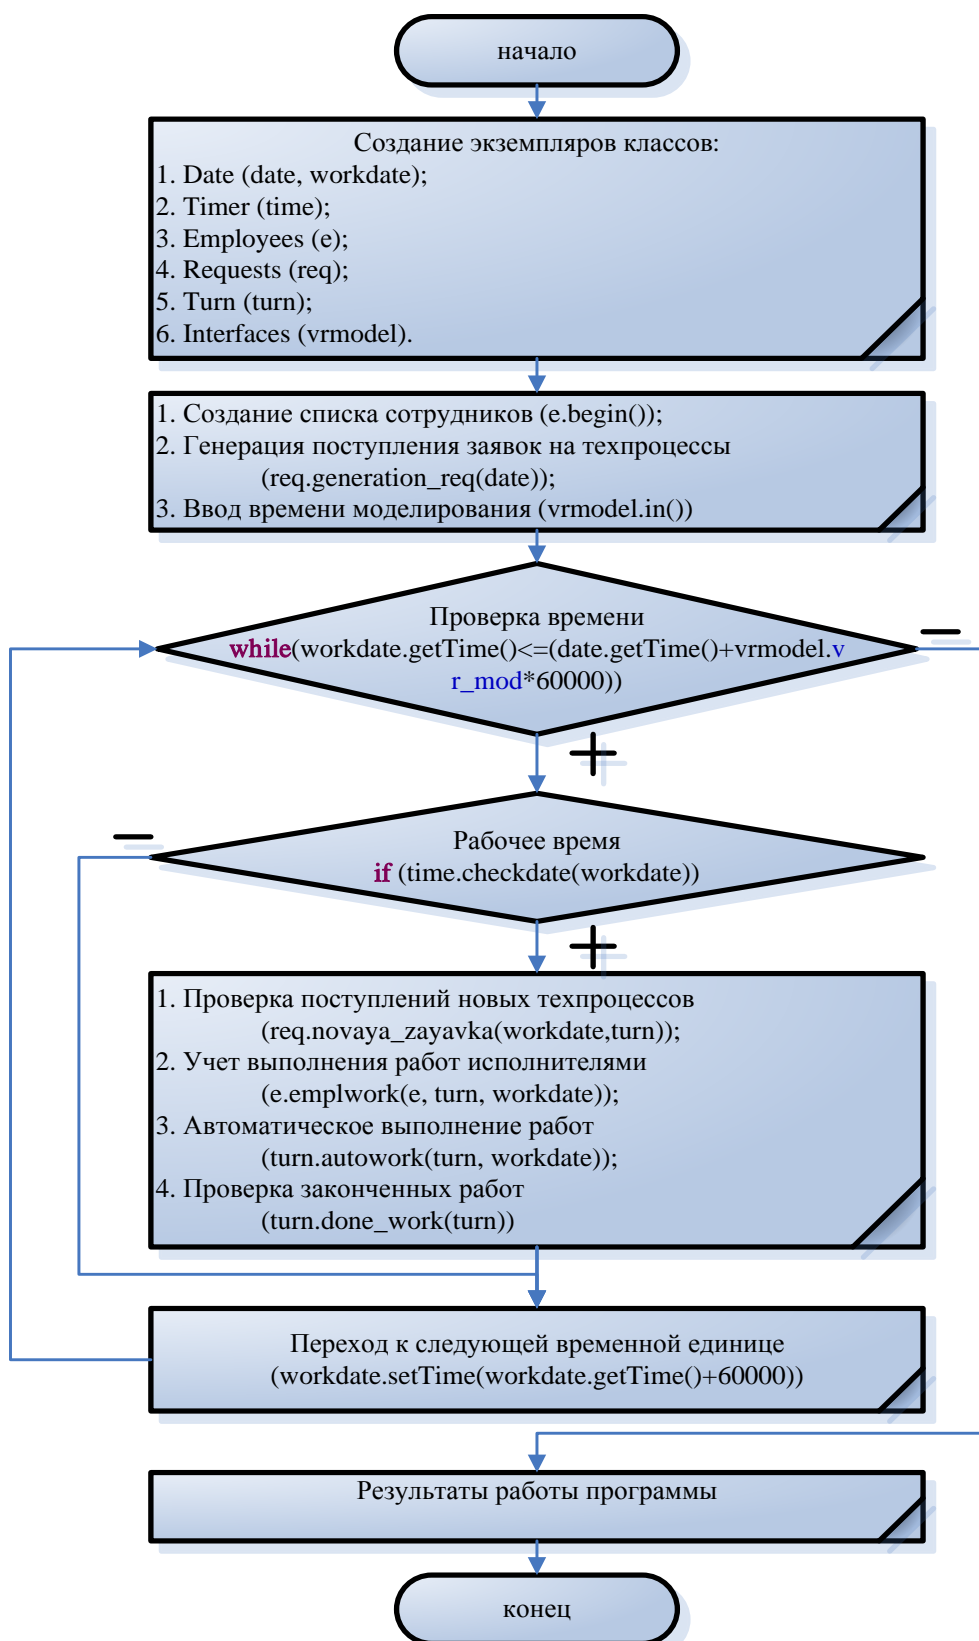 начало
Создание экземпляров классов:
1. Date (date, workdate);
2. Timer (time);
3. Employees (e);
4. Requests (req);
5. Turn (turn);
6. Interfaces (vrmodel).
1. Создание списка сотрудников (e.begin());
2. Генерация поступления заявок на техпроцессы
(req.generation_req(date));
3. Ввод времени моделирования (vrmodel.in())
Проверка времени
while(workdate.getTime()<=(date.getTime()+vrmodel.v
r_mod*60000))
−
+
Рабочее время
if (time.checkdate(workdate))
−
+
1. Проверка поступлений новых техпроцессов
(req.novaya_zayavka(workdate,turn));
2. Учет выполнения работ исполнителями
(e.emplwork(e, turn, workdate));
3. Автоматическое выполнение работ
(turn.autowork(turn, workdate));
4. Проверка законченных работ
(turn.done_work(turn))
Переход к следующей временной единице
(workdate.setTime(workdate.getTime()+60000))
Результаты работы программы
конец